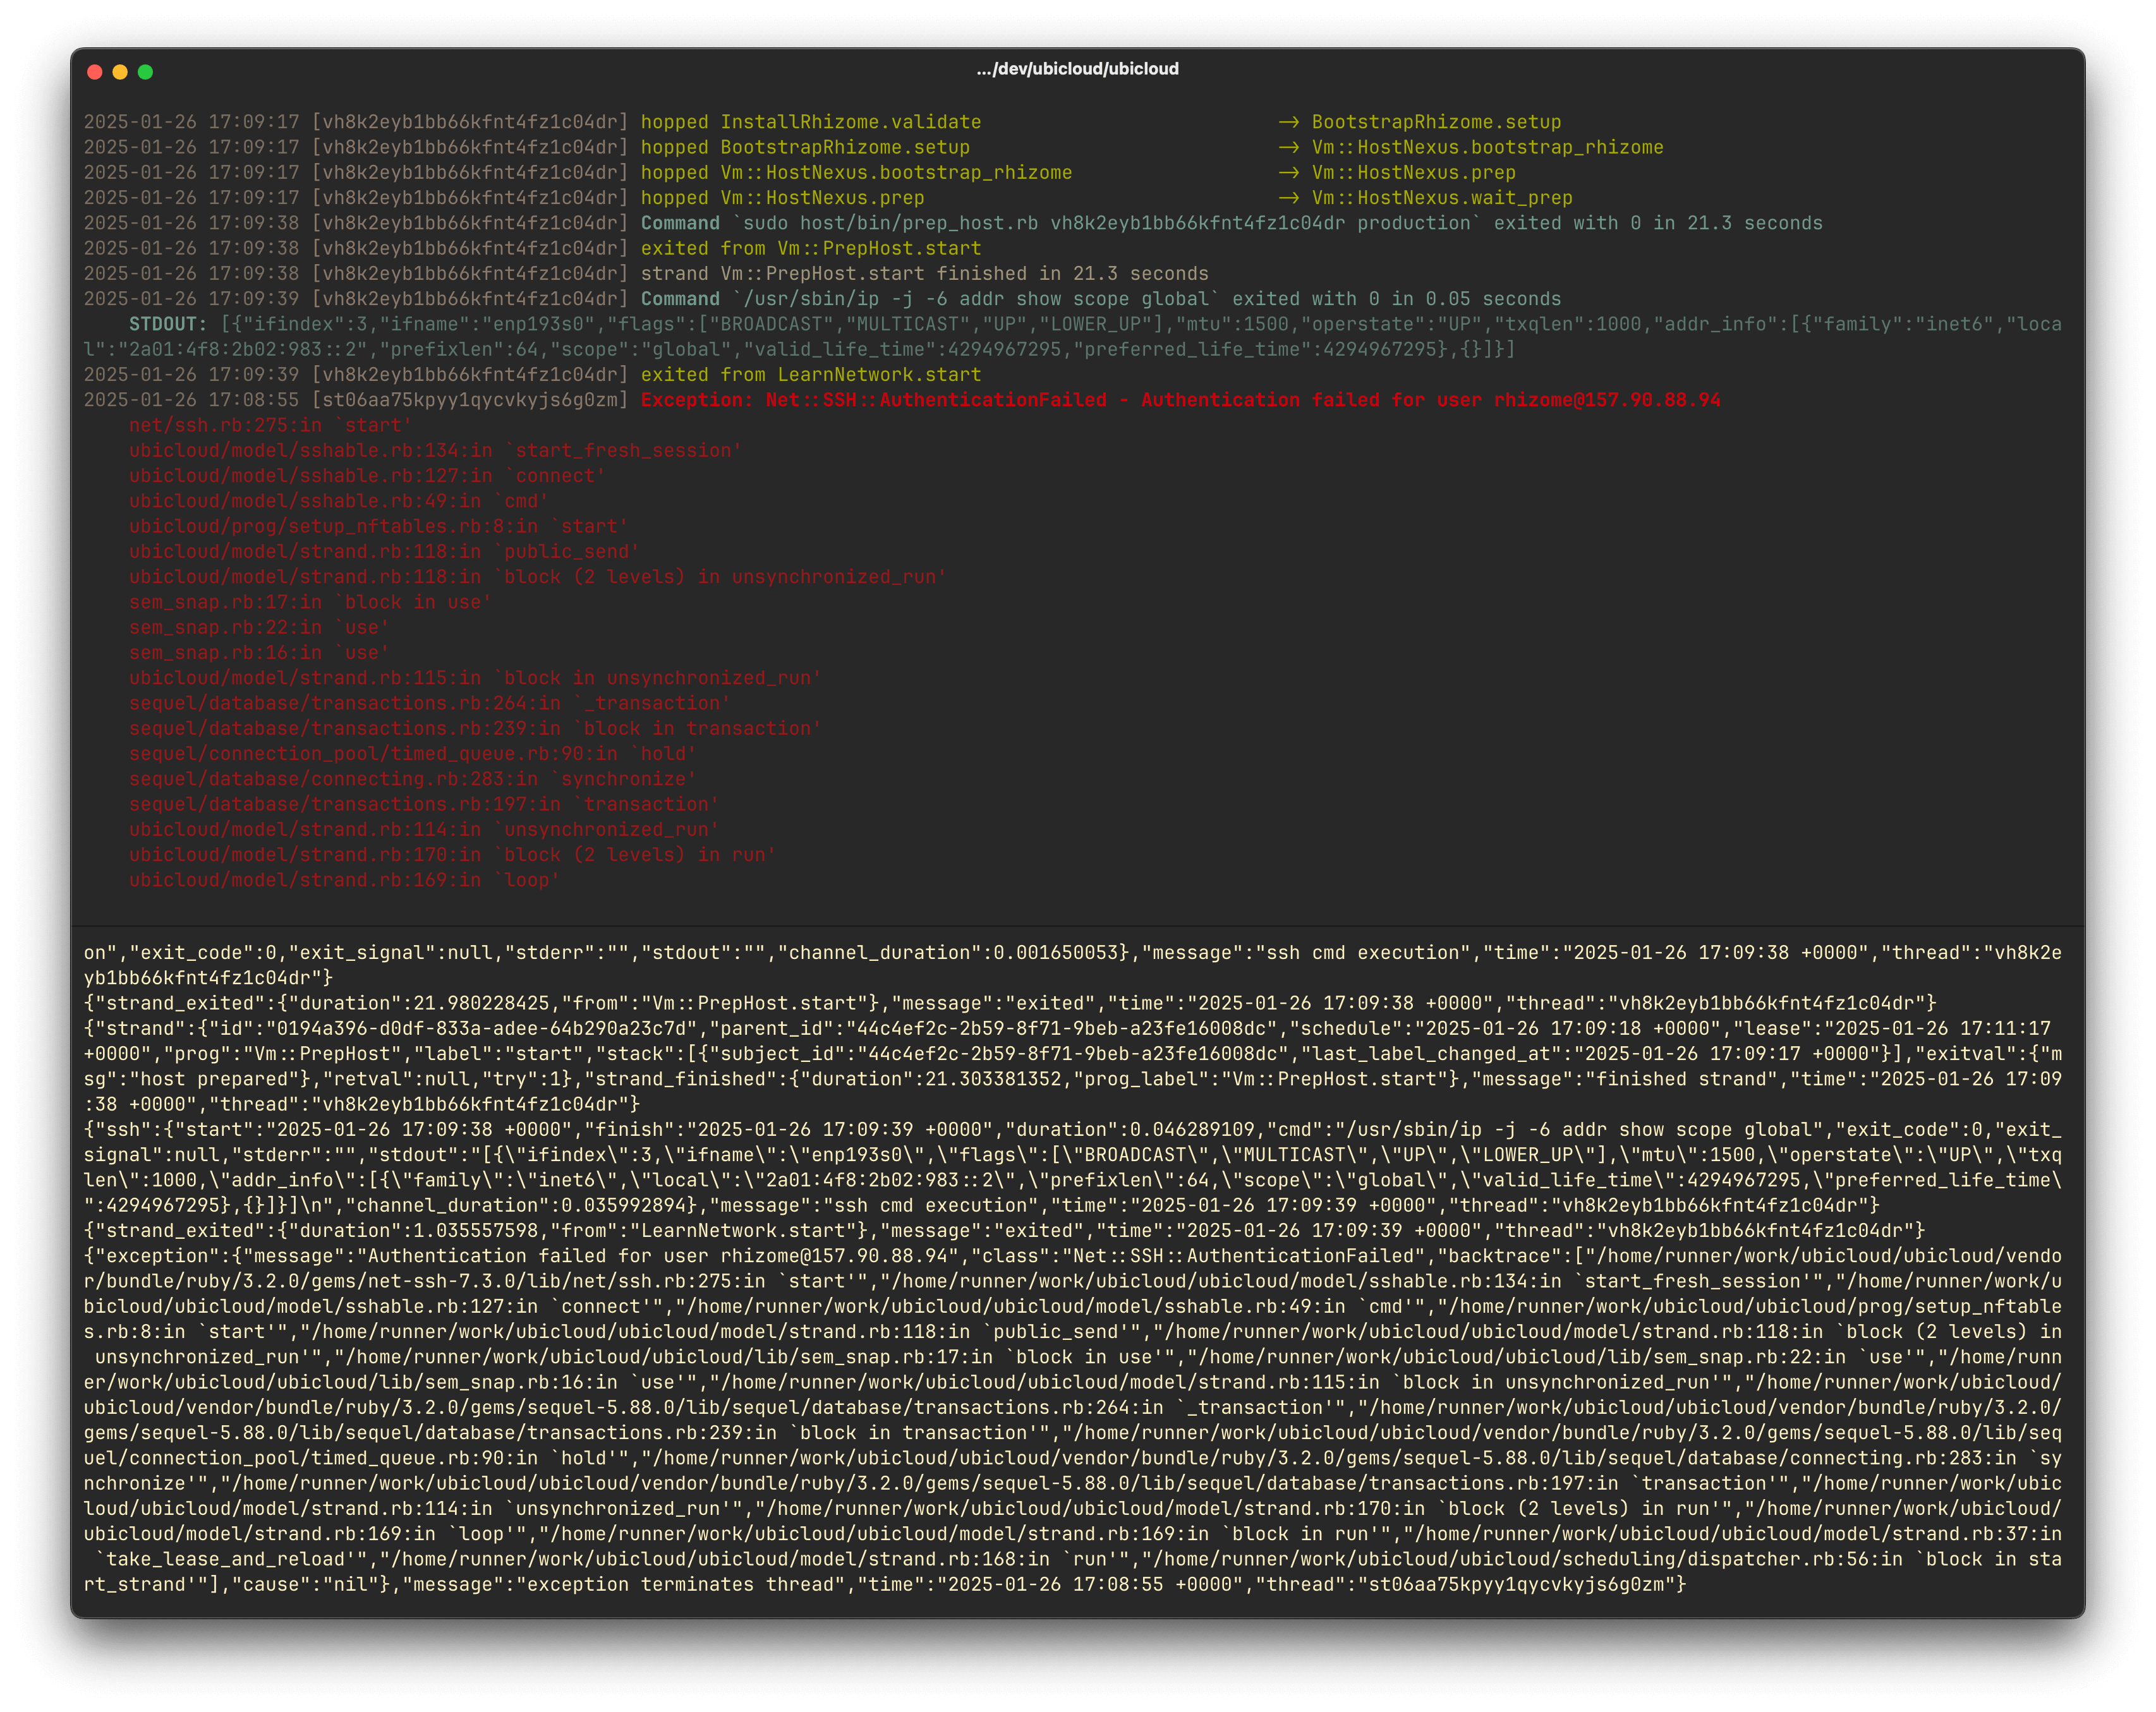 .../dev/ubicloud/ubicloud
2025-01-26 17:09:17 [vh8k2eyb1bb66kfnt4fz1c04dr] hopped InstallRhizome.validate → BootstrapRhizome.setup
2025-01-26 17:09:17 [vh8k2eyb1bb66kfnt4fz1c04dr] hopped BootstrapRhizome.setup → Vm::HostNexus.bootstrap_rhizome
2025-01-26 17:09:17 [vh8k2eyb1bb66kfnt4fz1c04dr] hopped Vm::HostNexus.bootstrap_rhizome → Vm::HostNexus.prep
2025-01-26 17:09:17 [vh8k2eyb1bb66kfnt4fz1c04dr] hopped Vm::HostNexus.prep → Vm::HostNexus.wait_prep
2025-01-26 17:09:38 [vh8k2eyb1bb66kfnt4fz1c04dr] Command `sudo host/bin/prep_host.rb vh8k2eyb1bb66kfnt4fz1c04dr production` exited with 0 in 21.3 seconds
2025-01-26 17:09:38 [vh8k2eyb1bb66kfnt4fz1c04dr] exited from Vm::PrepHost.start
2025-01-26 17:09:38 [vh8k2eyb1bb66kfnt4fz1c04dr] strand Vm::PrepHost.start finished in 21.3 seconds
2025-01-26 17:09:39 [vh8k2eyb1bb66kfnt4fz1c04dr] Command `/usr/sbin/ip -j -6 addr show scope global` exited with 0 in 0.05 seconds
STDOUT: [{"ifindex":3,"ifname":"enp193s0","flags":["BROADCAST","MULTICAST","UP","LOWER_UP"],"mtu":1500,"operstate":"UP","txqlen":1000,"addr_info":[{"family":"inet6","loca
l":"2a01:4f8:2b02:983::2","prefixlen":64,"scope":"global","valid_life_time":4294967295,"preferred_life_time":4294967295},{}]}]
2025-01-26 17:09:39 [vh8k2eyb1bb66kfnt4fz1c04dr] exited from LearnNetwork.start
2025-01-26 17:08:55 [st06aa75kpyy1qycvkyjs6g0zm] Exception: Net::SSH::AuthenticationFailed - Authentication failed for user rhizome@157.90.88.94
net/ssh.rb:275:in `start'
ubicloud/model/sshable.rb:134:in `start_fresh_session'
ubicloud/model/sshable.rb:127:in `connect'
ubicloud/model/sshable.rb:49:in `cmd'
ubicloud/prog/setup_nftables.rb:8:in `start'
ubicloud/model/strand.rb:118:in `public_send'
ubicloud/model/strand.rb:118:in `block (2 levels) in unsynchronized_run'
sem_snap.rb:17:in `block in use'
sem_snap.rb:22:in `use'
sem_snap.rb:16:in `use'
ubicloud/model/strand.rb:115:in `block in unsynchronized_run'
sequel/database/transactions.rb:264:in `_transaction'
sequel/database/transactions.rb:239:in `block in transaction'
sequel/connection_pool/timed_queue.rb:90:in `hold'
sequel/database/connecting.rb:283:in `synchronize'
sequel/database/transactions.rb:197:in `transaction'
ubicloud/model/strand.rb:114:in `unsynchronized_run'
ubicloud/model/strand.rb:170:in `block (2 levels) in run'
ubicloud/model/strand.rb:169:in `loop'
on","exit_code":0,"exit_signal":null,"stderr":"","stdout":"","channel_duration":0.001650053},"message":"ssh cmd execution","time":"2025-01-26 17:09:38 +0000","thread":"vh8k2e
yb1bb66kfnt4fz1c04dr"}
{"strand_exited":{"duration":21.980228425,"from":"Vm::PrepHost.start"},"message":"exited","time":"2025-01-26 17:09:38 +0000","thread":"vh8k2eyb1bb66kfnt4fz1c04dr"}
{"strand":{"id":"0194a396-d0df-833a-adee-64b290a23c7d","parent_id":"44c4ef2c-2b59-8f71-9beb-a23fe16008dc","schedule":"2025-01-26 17:09:18 +0000","lease":"2025-01-26 17:11:17
+0000","prog":"Vm::PrepHost","label":"start","stack":[{"subject_id":"44c4ef2c-2b59-8f71-9beb-a23fe16008dc","last_label_changed_at":"2025-01-26 17:09:17 +0000"}],"exitval":{"m
sg":"host prepared"},"retval":null,"try":1},"strand_finished":{"duration":21.303381352,"prog_label":"Vm::PrepHost.start"},"message":"finished strand","time":"2025-01-26 17:09
:38 +0000","thread":"vh8k2eyb1bb66kfnt4fz1c04dr"}
{"ssh":{"start":"2025-01-26 17:09:38 +0000","finish":"2025-01-26 17:09:39 +0000","duration":0.046289109,"cmd":"/usr/sbin/ip -j -6 addr show scope global","exit_code":0,"exit_
signal":null,"stderr":"","stdout":"[{\"ifindex\":3,\"ifname\":\"enp193s0\",\"flags\":[\"BROADCAST\",\"MULTICAST\",\"UP\",\"LOWER_UP\"],\"mtu\":1500,\"operstate\":\"UP\",\"txq
len\":1000,\"addr_info\":[{\"family\":\"inet6\",\"local\":\"2a01:4f8:2b02:983::2\",\"prefixlen\":64,\"scope\":\"global\",\"valid_life_time\":4294967295,\"preferred_life_time\
":4294967295},{}]}]\n","channel_duration":0.035992894},"message":"ssh cmd execution","time":"2025-01-26 17:09:39 +0000","thread":"vh8k2eyb1bb66kfnt4fz1c04dr"}
{"strand_exited":{"duration":1.035557598,"from":"LearnNetwork.start"},"message":"exited","time":"2025-01-26 17:09:39 +0000","thread":"vh8k2eyb1bb66kfnt4fz1c04dr"}
{"exception":{"message":"Authentication failed for user rhizome@157.90.88.94","class":"Net::SSH::AuthenticationFailed","backtrace":["/home/runner/work/ubicloud/ubicloud/vendo
r/bundle/ruby/3.2.0/gems/net-ssh-7.3.0/lib/net/ssh.rb:275:in `start'","/home/runner/work/ubicloud/ubicloud/model/sshable.rb:134:in `start_fresh_session'","/home/runner/work/u
bicloud/ubicloud/model/sshable.rb:127:in `connect'","/home/runner/work/ubicloud/ubicloud/model/sshable.rb:49:in `cmd'","/home/runner/work/ubicloud/ubicloud/prog/setup_nftable
s.rb:8:in `start'","/home/runner/work/ubicloud/ubicloud/model/strand.rb:118:in `public_send'","/home/runner/work/ubicloud/ubicloud/model/strand.rb:118:in `block (2 levels) in
unsynchronized_run'","/home/runner/work/ubicloud/ubicloud/lib/sem_snap.rb:17:in `block in use'","/home/runner/work/ubicloud/ubicloud/lib/sem_snap.rb:22:in `use'","/home/runn
er/work/ubicloud/ubicloud/lib/sem_snap.rb:16:in `use'","/home/runner/work/ubicloud/ubicloud/model/strand.rb:115:in `block in unsynchronized_run'","/home/runner/work/ubicloud/
ubicloud/vendor/bundle/ruby/3.2.0/gems/sequel-5.88.0/lib/sequel/database/transactions.rb:264:in `_transaction'","/home/runner/work/ubicloud/ubicloud/vendor/bundle/ruby/3.2.0/
gems/sequel-5.88.0/lib/sequel/database/transactions.rb:239:in `block in transaction'","/home/runner/work/ubicloud/ubicloud/vendor/bundle/ruby/3.2.0/gems/sequel-5.88.0/lib/seq
uel/connection_pool/timed_queue.rb:90:in `hold'","/home/runner/work/ubicloud/ubicloud/vendor/bundle/ruby/3.2.0/gems/sequel-5.88.0/lib/sequel/database/connecting.rb:283:in `sy
nchronize'","/home/runner/work/ubicloud/ubicloud/vendor/bundle/ruby/3.2.0/gems/sequel-5.88.0/lib/sequel/database/transactions.rb:197:in `transaction'","/home/runner/work/ubic
loud/ubicloud/model/strand.rb:114:in `unsynchronized_run'","/home/runner/work/ubicloud/ubicloud/model/strand.rb:170:in `block (2 levels) in run'","/home/runner/work/ubicloud/
ubicloud/model/strand.rb:169:in `loop'","/home/runner/work/ubicloud/ubicloud/model/strand.rb:169:in `block in run'","/home/runner/work/ubicloud/ubicloud/model/strand.rb:37:in
`take_lease_and_reload'","/home/runner/work/ubicloud/ubicloud/model/strand.rb:168:in `run'","/home/runner/work/ubicloud/ubicloud/scheduling/dispatcher.rb:56:in `block in sta
rt_strand'"],"cause":"nil"},"message":"exception terminates thread","time":"2025-01-26 17:08:55 +0000","thread":"st06aa75kpyy1qycvkyjs6g0zm"}